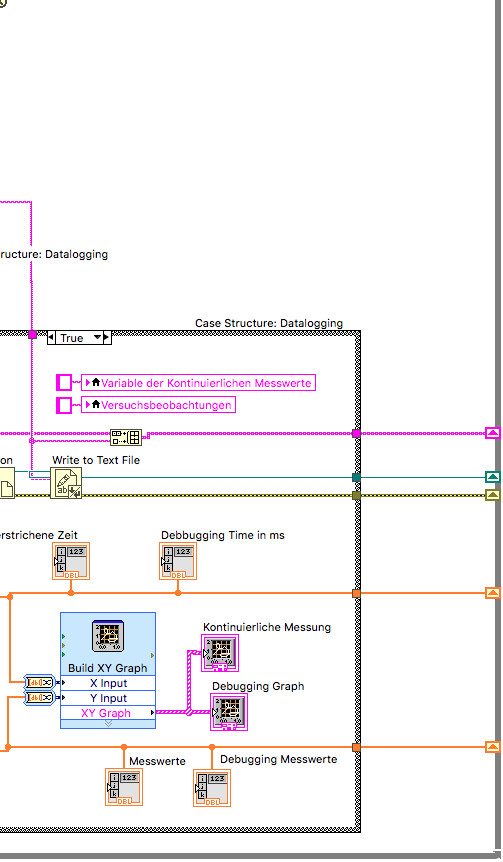 ructure: Datalogging
Case Structure: Datalogging
True
Variable der Kontinuierlichen Messwerte
Versuchsbeobachtungen
on
Write to Text File
erstrichene Zeit
Debbugging Time in ms
123
DBL
123
DBL
Kontinuierliche Messung
Build XY Graph
X Input
Y Input
XY Graph
Debugging Graph
Messwerte
Debugging Messwerte
123
DBL
123
DBL